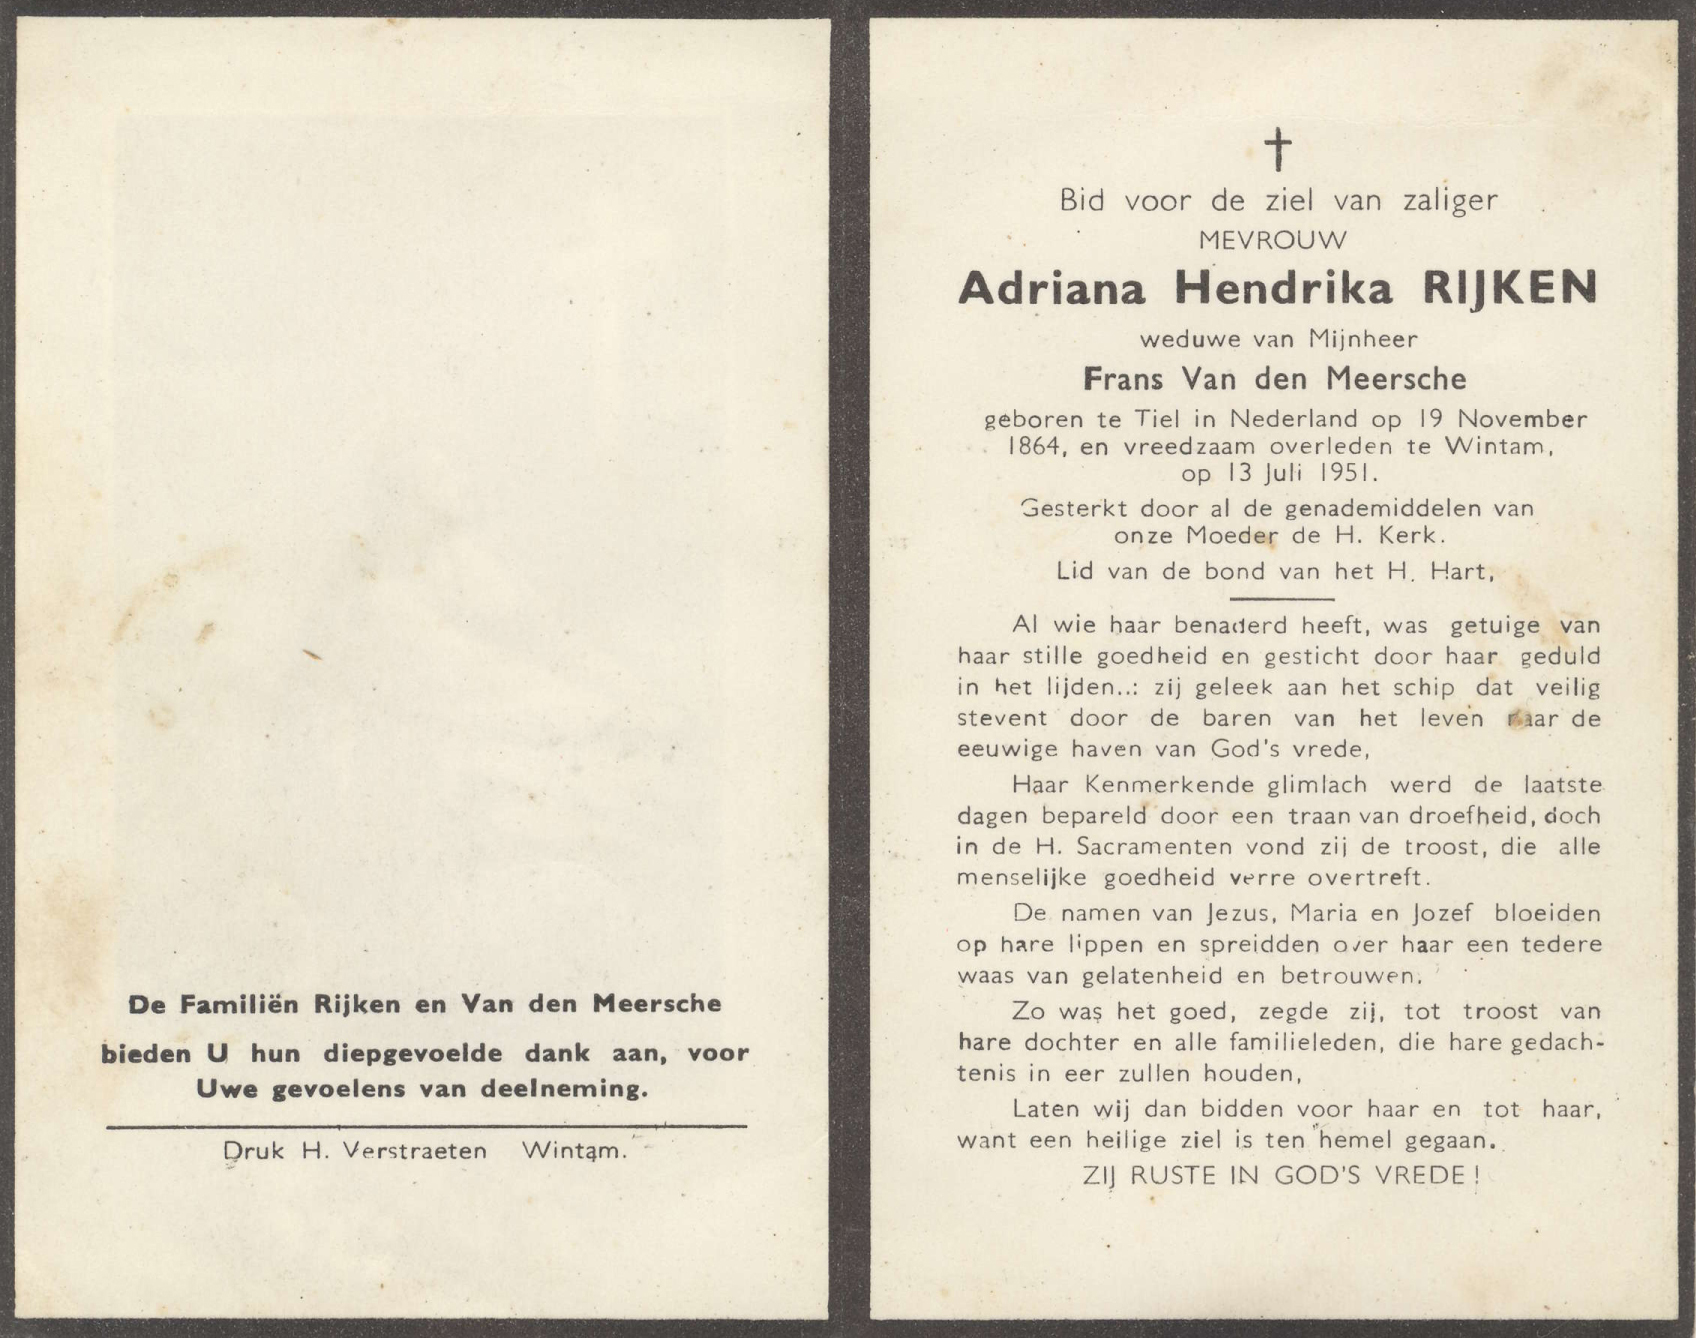 De Familiën Rijken en Van den Meersche
bieden U hun diepgevoelde dank aan, voor
Uwe gevoelens van deelneming.
Druk H. Verstraeten Wintam.
†
Bid voor de ziel van zaliger
MEVROUW
Adriana Hendrika RIJKEN
weduwe van Mijnheer
Frans Van den Meersche
geboren te Tiel in Nederland op 19 November
1864, en vreedzaam overleden te Wintam,
op 13 Juli 1951.
Gesterkt door al de genademiddelen van
onze Moeder de H. Kerk.
Lid van de bond van het H. Hart,
Al wie haar benaderd heeft, was getuige van
haar stille goedheid en gesticht door haar geduld
in het lijden..: zij geleek aan het schip dat veilig
stevent door de baren van het leven naar de
eeuwige haven van God's vrede,
Haar Kenmerkende glimlach werd de laatste
dagen bepareld door een traan van droefheid, doch
in de H. Sacramenten vond zij de troost, die alle
menselijke goedheid verre overtreft.
De namen van Jezus, Maria en Jozef bloeiden
op hare lippen en spreidden over haar een tedere
waas van gelatenheid en betrouwen.
Zo was het goed, zegde zij, tot troost van
hare dochter en alle familieleden, die hare gedach-
tenis in eer zullen houden,
Laten wij dan bidden voor haar en tot haar,
want een heilige ziel is ten hemel gegaan.
ZIJ RUSTE IN GOD'S VREDE!